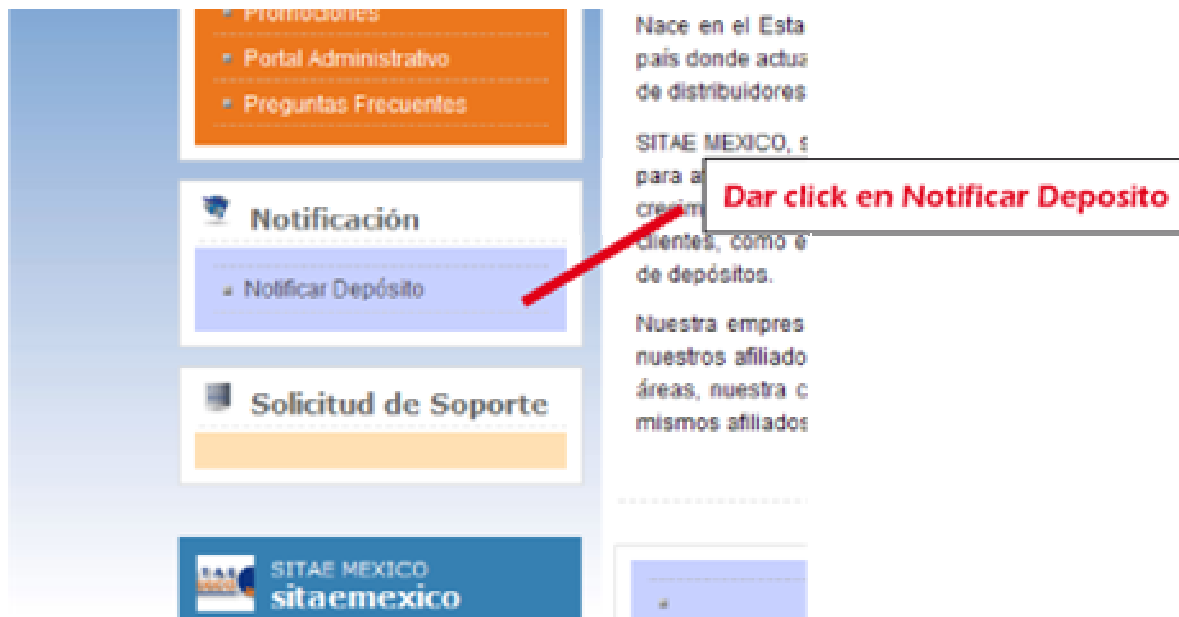 Promociones
Portal Administrativo
Preguntas Frecuentes
Notificación
Notificar Depósito
Solicitud de Soporte
SITAE MEXICO
sitaemexico
Nace en el Esta
país donde actua
de distribuidores
SITAE MEXICO, s
para a
Dar click en Notificar Deposito
crecim
clientes, como e
de depósitos.
Nuestra empres
nuestros afiliado
áreas, nuestra c
mismos afiliados